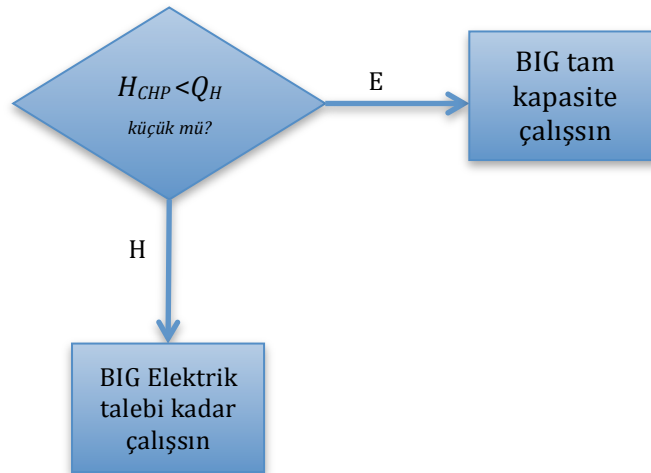 H_CHP<Q_H
küçük mü?
E
BIG tam
kapasite
çalışsın
H
BIG Elektrik
talebi kadar
çalışsın